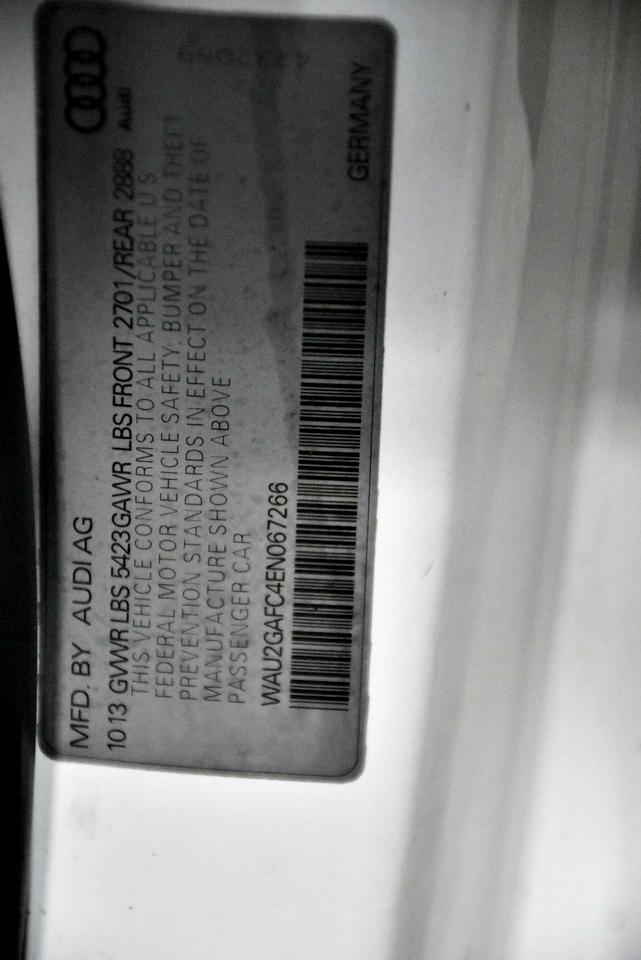 Audi
MFD. BY AUDI AG
10 13 GVWR LBS 5423 GAWR LBS FRONT 2701/REAR 2888
THIS VEHICLE CONFORMS TO ALL APPLICABLE U S
FEDERAL MOTOR VEHICLE SAFETY, BUMPER AND THEFT
PREVENTION STANDARDS IN EFFECT ON THE DATE OF
MANUFACTURE SHOWN ABOVE
PASSENGER CAR
WAU2GAFC4EN067266
GERMANY